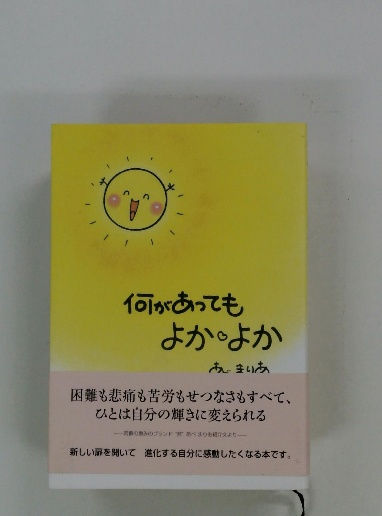 何があっても
よか よか
困難も悲痛も苦労もせつなさもすべて、
ひとは自分の輝きに変えられる
新しい扉を開いて 進化する自分に感動したくなる本です。